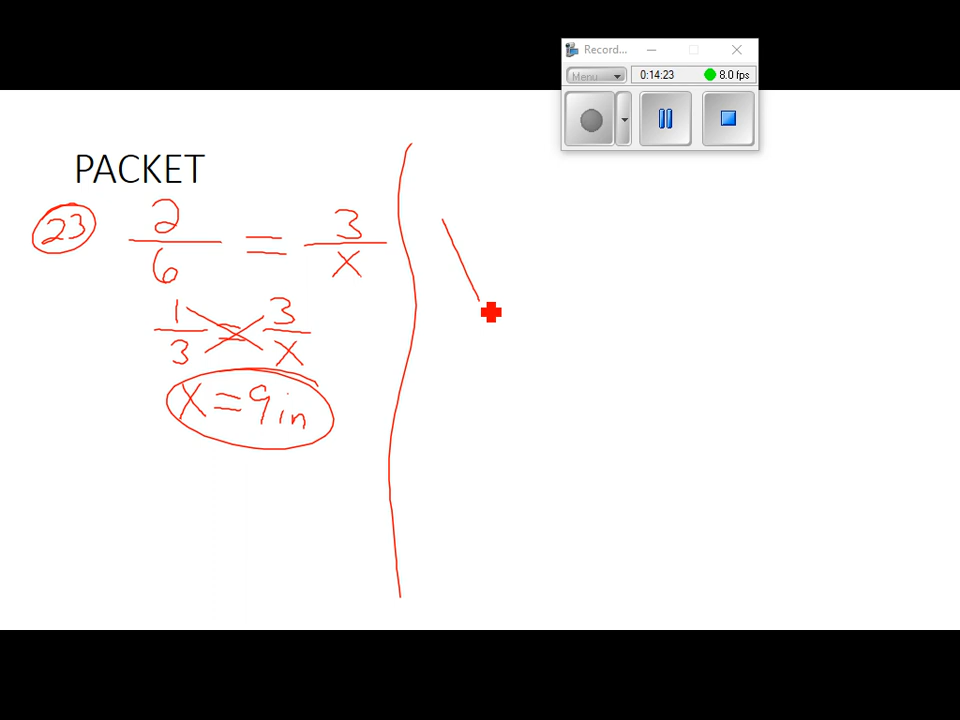 Record...
Menu
0:14:23
8.0 fps
PACKET
23
2/6 = 3/x
1/3 = 3/x
x = 9 in